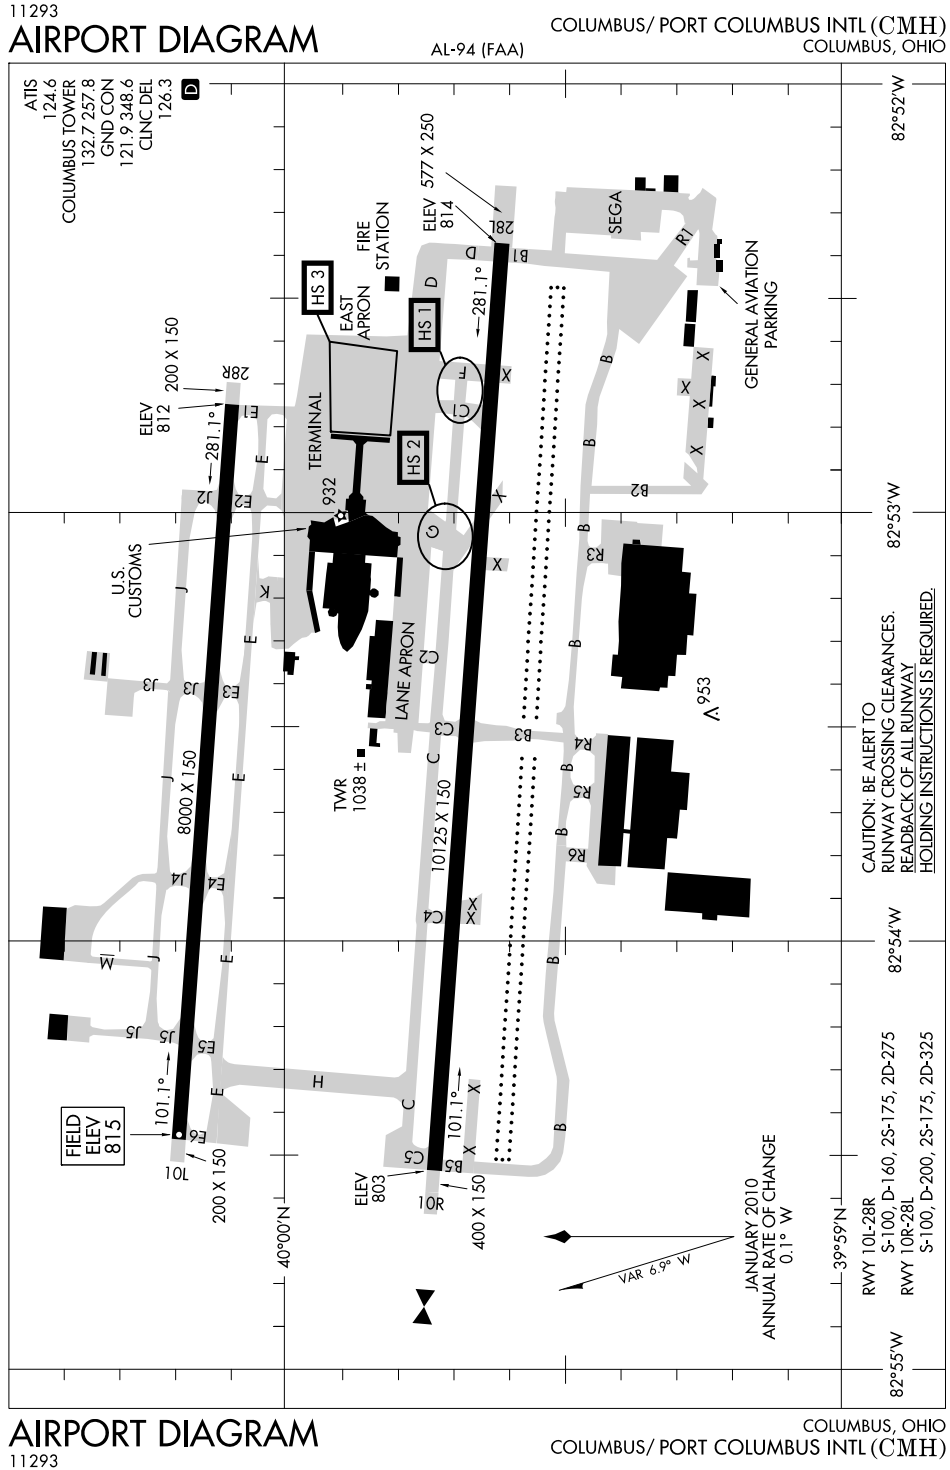 11293
AIRPORT DIAGRAM
AL-94 (FAA)
COLUMBUS/ PORT COLUMBUS INTL (CMH)
COLUMBUS, OHIO
ATIS
124.6
COLUMBUS TOWER
132.7 257.8
GND CON
121.9 348.6
CLNC DEL
126.3
D
82°52'W
577 X 250
ELEV
814
28L
SEGA
R1
FIRE
STATION
D
D
B1
HS 3
EAST
APRON
HS 1
281.1°
GENERAL AVIATION
PARKING
200 X 150
28R
ELEV
812
281.1°
E1
TERMINAL
F
X
C1
B
X
X
X
X
B
HS 2
E
J2
E2
932
X
B2
82°53'W
G
B
X
R3
U.S.
CUSTOMS
J
K
E
B
LANE APRON
C2
J3
J3
E3
953
C3
B3
R4
C
B
R5
TWR
1038 ±
J
E
8000 X 150
10125 X 150
B
R6
J4
E4
C4
X
X
CAUTION: BE ALERT TO
RUNWAY CROSSING CLEARANCES.
READBACK OF ALL RUNWAY
HOLDING INSTRUCTIONS IS REQUIRED.
M
J
E
B
82°54'W
J5
J5
E5
H
E
101.1°
C
101.1°
X
B
FIELD
ELEV
815
E6
10L
200 X 150
C5
B5
X
ELEV
803
10R
400 X 150
40°00'N
39°59'N
JANUARY 2010
ANNUAL RATE OF CHANGE
0.1° W
VAR 6.9° W
RWY 10L-28R
S-100, D-160, 2S-175, 2D-275
RWY 10R-28L
S-100, D-200, 2S-175, 2D-325
82°55'W
AIRPORT DIAGRAM
11293
COLUMBUS, OHIO
COLUMBUS/ PORT COLUMBUS INTL (CMH)